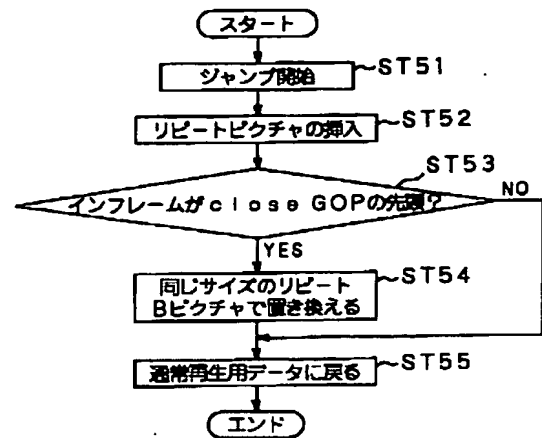 スタート
ジャンプ開始
ST51
リピートピクチャの挿入
ST52
ST53
インフレームがclose GOPの先頭?
NO
YES
同じサイズのリピート
Bピクチャで置き換える
ST54
通常再生用データに戻る
ST55
エンド